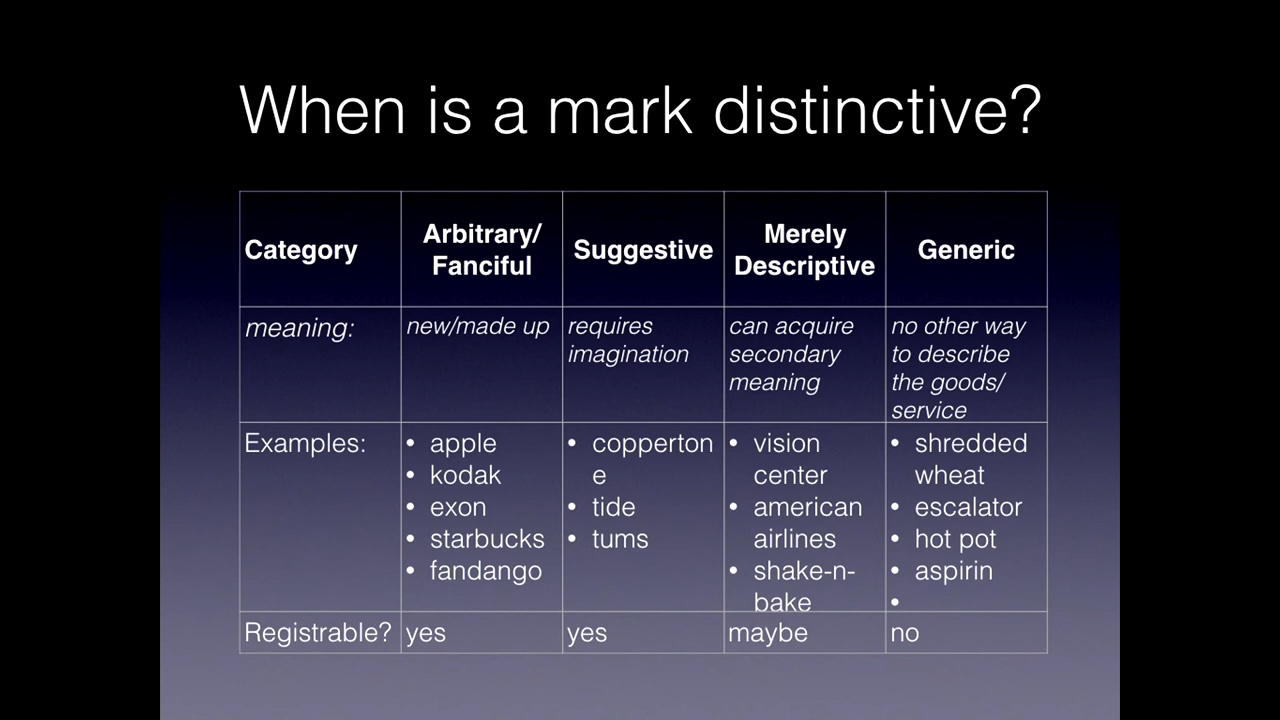 When is a mark distinctive?
Category
Arbitrary/
Fanciful
Suggestive
Merely
Descriptive
Generic
meaning:
new/made up
requires
imagination
can acquire
secondary
meaning
no other way
to describe
the goods/
service
Examples:
• apple
• kodak
• exon
• starbucks
• fandango
• copperton
e
• tide
• tums
• vision
center
• american
airlines
• shake-n-
bake
• shredded
wheat
• escalator
• hot pot
• aspirin
•
Registrable?
yes
yes
maybe
no